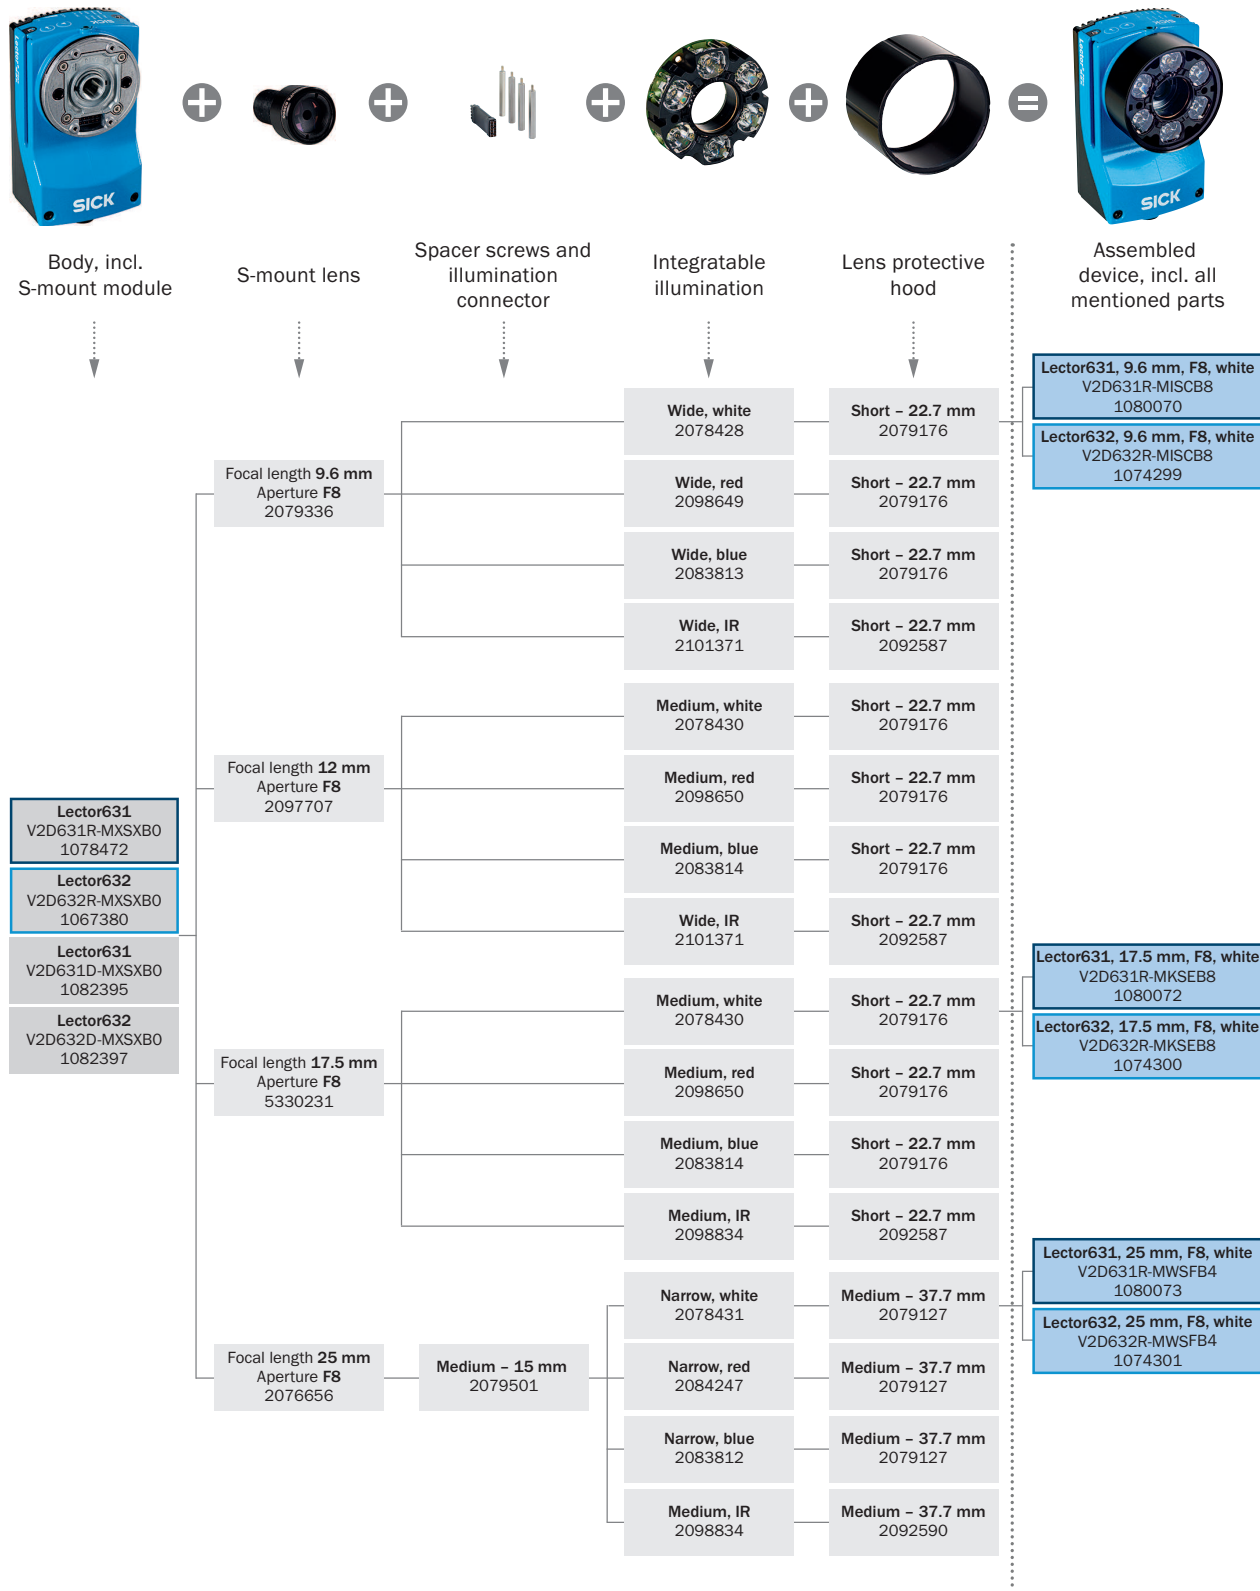 SICK
SICK
Body, incl.
S-mount module
S-mount lens
Spacer screws and
illumination
connector
Integratable
illumination
Lens protective
hood
Assembled
device, incl. all
mentioned parts
Lector631
V2D631R-MXSXB0
1078472
Lector632
V2D632R-MXSXB0
1067380
Lector631
V2D631D-MXSXB0
1082395
Lector632
V2D632D-MXSXB0
1082397
Focal length 9.6 mm
Aperture F8
2079336
Wide, white
2078428
Short – 22.7 mm
2079176
Lector631, 9.6 mm, F8, white
V2D631R-MISCB8
1080070
Lector632, 9.6 mm, F8, white
V2D632R-MISCB8
1074299
Wide, red
2098649
Short – 22.7 mm
2079176
Wide, blue
2083813
Short – 22.7 mm
2079176
Wide, IR
2101371
Short – 22.7 mm
2092587
Focal length 12 mm
Aperture F8
2097707
Medium, white
2078430
Short – 22.7 mm
2079176
Medium, red
2098650
Short – 22.7 mm
2079176
Medium, blue
2083814
Short – 22.7 mm
2079176
Wide, IR
2101371
Short – 22.7 mm
2092587
Focal length 17.5 mm
Aperture F8
5330231
Medium, white
2078430
Short – 22.7 mm
2079176
Lector631, 17.5 mm, F8, white
V2D631R-MKSEB8
1080072
Lector632, 17.5 mm, F8, white
V2D632R-MKSEB8
1074300
Medium, red
2098650
Short – 22.7 mm
2079176
Medium, blue
2083814
Short – 22.7 mm
2079176
Medium, IR
2098834
Short – 22.7 mm
2092587
Focal length 25 mm
Aperture F8
2076656
Medium – 15 mm
2079501
Narrow, white
2078431
Medium – 37.7 mm
2079127
Lector631, 25 mm, F8, white
V2D631R-MWSFB4
1080073
Lector632, 25 mm, F8, white
V2D632R-MWSFB4
1074301
Narrow, red
2084247
Medium – 37.7 mm
2079127
Narrow, blue
2083812
Medium – 37.7 mm
2079127
Medium, IR
2098834
Medium – 37.7 mm
2092590